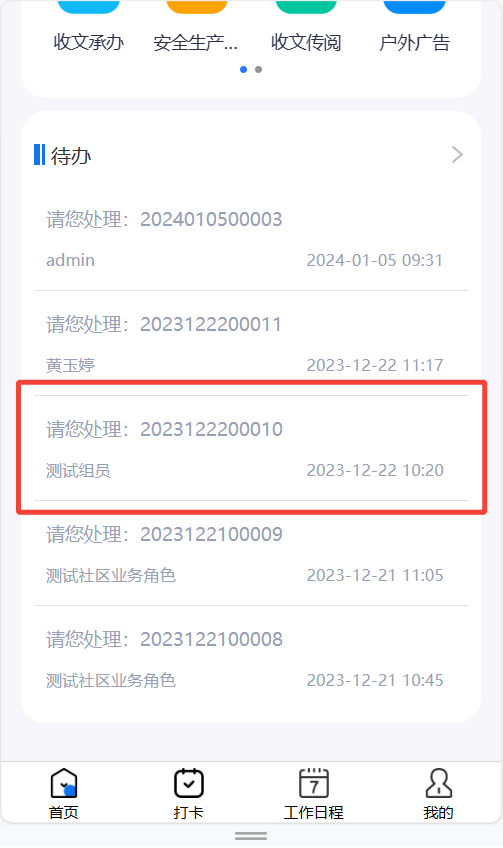 收文承办 安全生产... 收文传阅 户外广告
待办
请您处理：2024010500003
admin 2024-01-05 09:31
请您处理：2023122200011
黄玉婷 2023-12-22 11:17
请您处理：2023122200010
测试组员 2023-12-22 10:20
请您处理：2023122100009
测试社区业务角色 2023-12-21 11:05
请您处理：2023122100008
测试社区业务角色 2023-12-21 10:45
7
首页 打卡 工作日程 我的